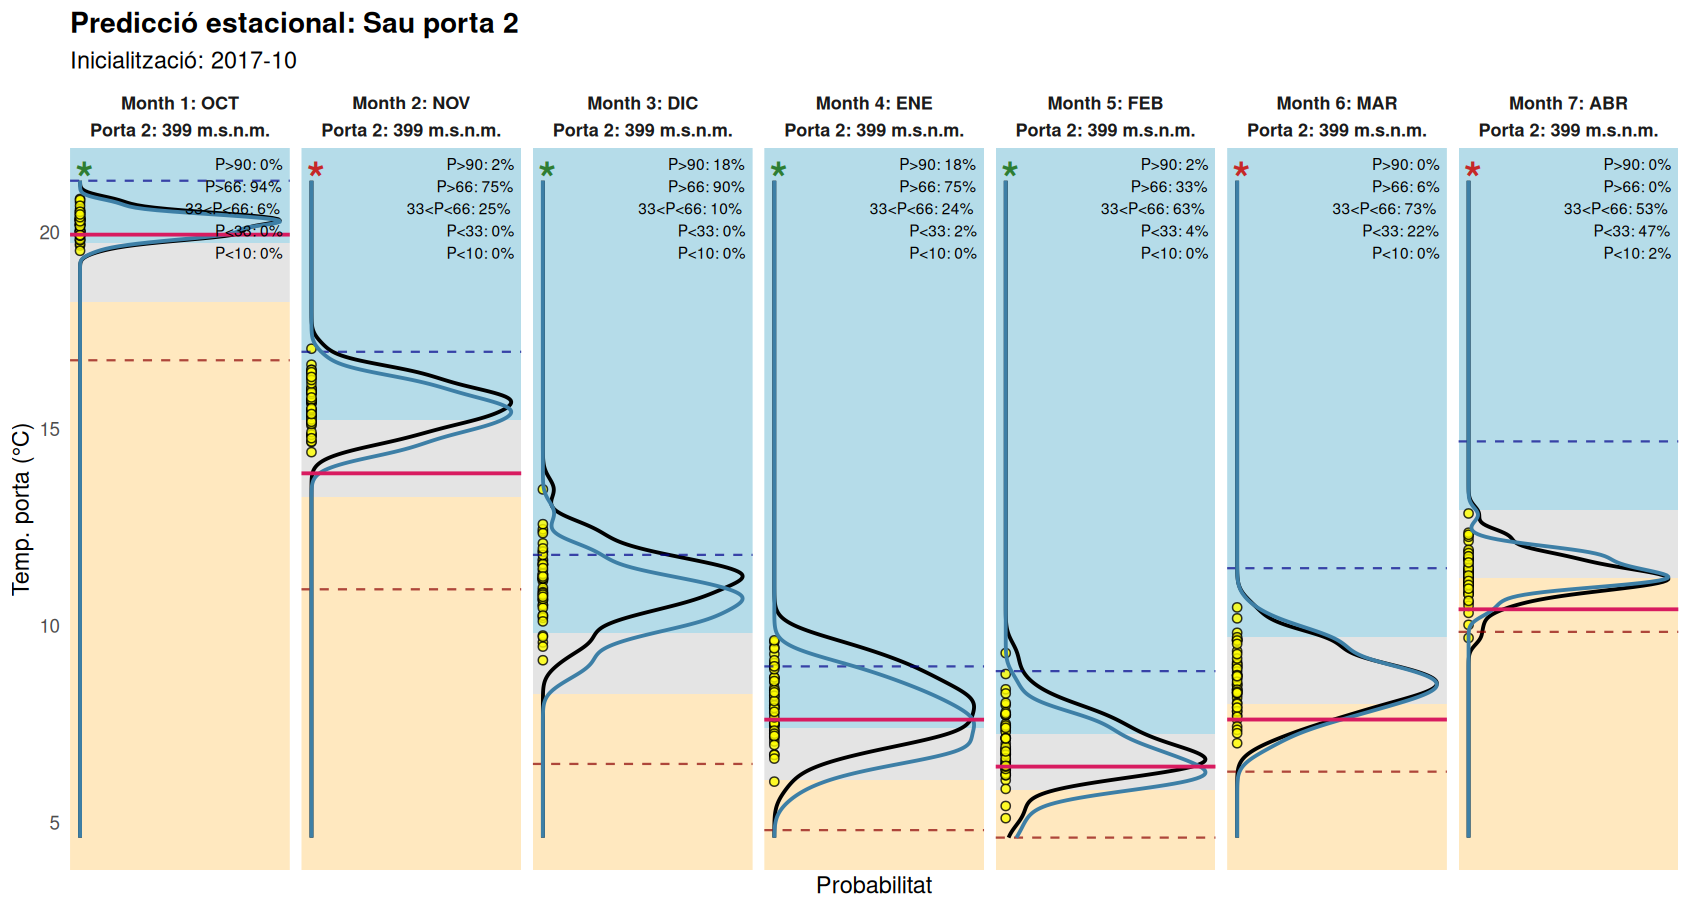 Predicció estacional: Sau porta 2
Inicialització: 2017-10
Month 1: OCT
Porta 2: 399 m.s.n.m.
Month 2: NOV
Porta 2: 399 m.s.n.m.
Month 3: DIC
Porta 2: 399 m.s.n.m.
Month 4: ENE
Porta 2: 399 m.s.n.m.
Month 5: FEB
Porta 2: 399 m.s.n.m.
Month 6: MAR
Porta 2: 399 m.s.n.m.
Month 7: ABR
Porta 2: 399 m.s.n.m.
*
P>90: 0%
P>66: 94%
33<P<66: 6%
P<33: 0%
P<10: 0%
*
P>90: 2%
P>66: 75%
33<P<66: 25%
P<33: 0%
P<10: 0%
*
P>90: 18%
P>66: 90%
33<P<66: 10%
P<33: 0%
P<10: 0%
*
P>90: 18%
P>66: 75%
33<P<66: 24%
P<33: 2%
P<10: 0%
*
P>90: 2%
P>66: 33%
33<P<66: 63%
P<33: 4%
P<10: 0%
*
P>90: 0%
P>66: 6%
33<P<66: 73%
P<33: 22%
P<10: 0%
*
P>90: 0%
P>66: 0%
33<P<66: 53%
P<33: 47%
P<10: 2%
20
15
10
5
Temp. porta (°C)
Probabilitat